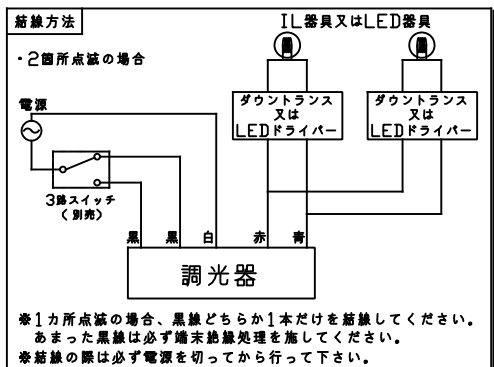 結線方法
IL器具又はLED器具
・2箇所点滅の場合
電源
ダウントランス
又は
LEDドライバー
ダウントランス
又は
LEDドライバー
3路スイッチ
(別売)
黒 黒 白 赤 青
調光器
※1カ所点滅の場合、黒線どちらか1本だけを結線してください。
あまった黒線は必ず端末絶縁処理を施してください。
※結線の際は必ず電源を切ってから行って下さい。